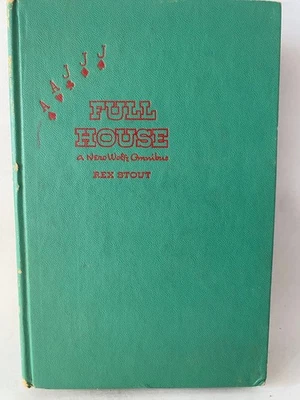 A A J J J
FULL
HOUSE
a Nero Wolfe Omnibus
REX STOUT